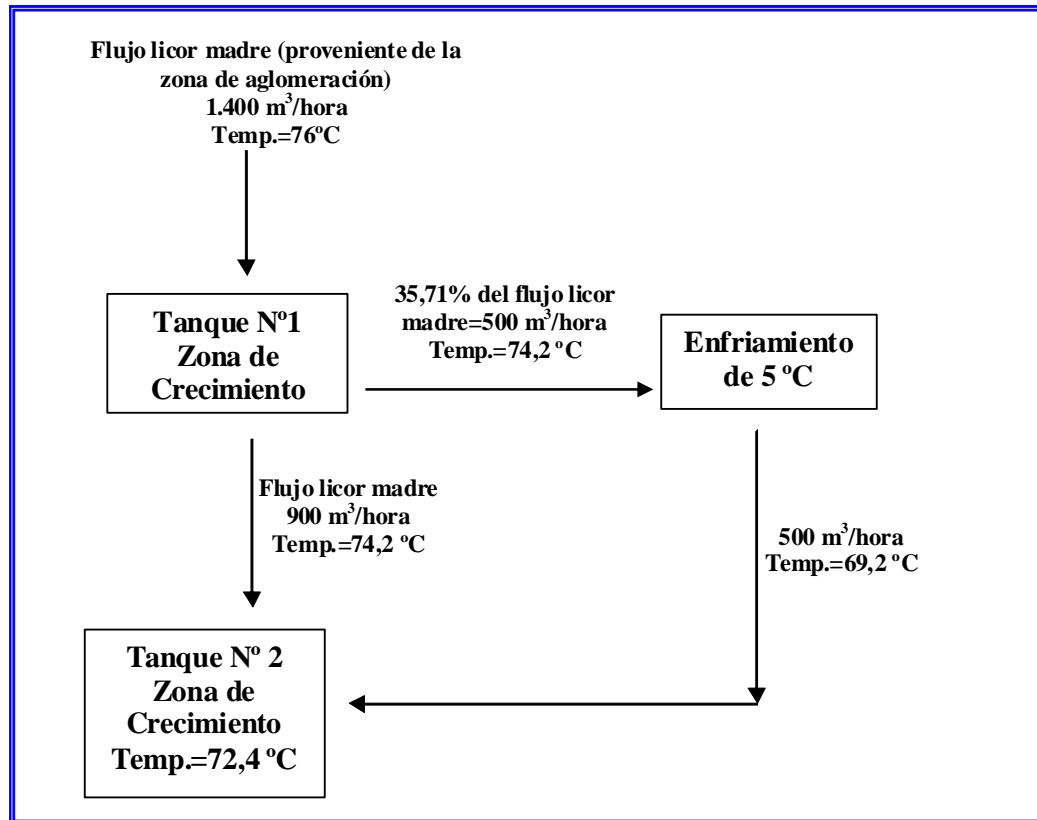 Flujo licor madre (proveniente de la
zona de aglomeración)
1.400 m³/hora
Temp.=76ºC
35,71% del flujo licor
madre=500 m³/hora
Temp.=74,2 ºC
Tanque Nº1
Zona de
Crecimiento
Enfriamiento
de 5 ºC
Flujo licor madre
900 m³/hora
Temp.=74,2 ºC
500 m³/hora
Temp.=69,2 ºC
Tanque Nº 2
Zona de
Crecimiento
Temp.=72,4 ºC